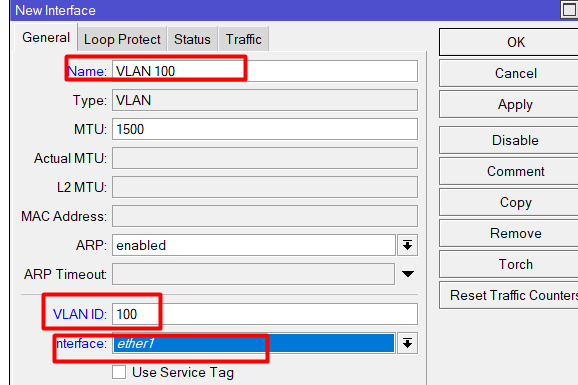 New Interface
General Loop Protect Status Traffic
Name: VLAN 100
Type: VLAN
MTU: 1500
Actual MTU:
L2 MTU:
MAC Address:
ARP: enabled
ARP Timeout:
VLAN ID: 100
nterface: ether1
Use Service Tag
OK
Cancel
Apply
Disable
Comment
Copy
Remove
Torch
Reset Traffic Counters